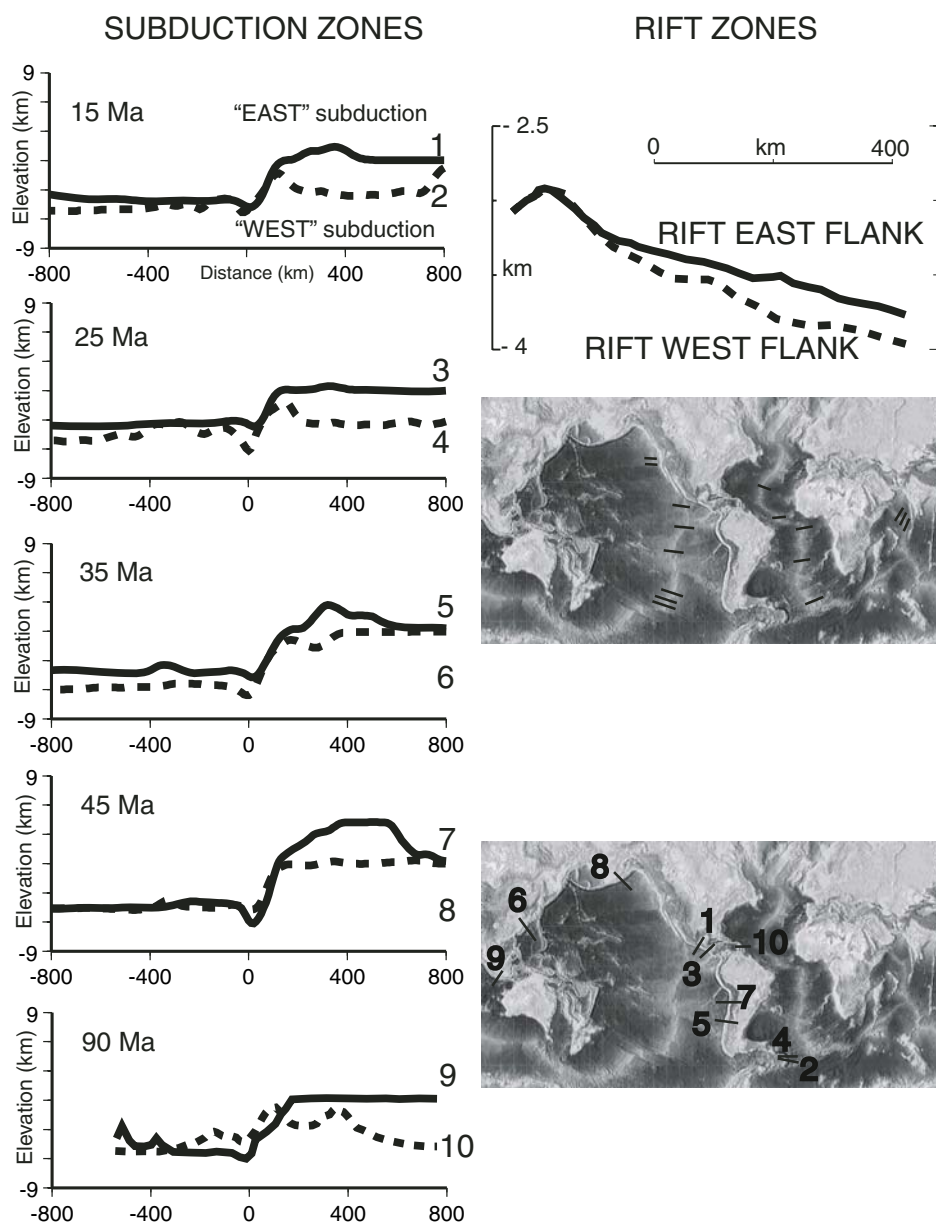 SUBDUCTION ZONES
9
Elevation (km)
-9
15 Ma
“EAST” subduction
1
2
“WEST” subduction
-800 -400 Distance (km) 0 400 800
9
Elevation (km)
-9
25 Ma
3
4
-800 -400 0 400 800
9
Elevation (km)
-9
35 Ma
5
6
-800 -400 0 400 800
9
Elevation (km)
-9
45 Ma
7
8
-800 -400 0 400 800
9
Elevation (km)
-9
90 Ma
9
10
-800 -400 0 400 800
RIFT ZONES
- 2.5
0 km 400
RIFT EAST FLANK
km
- 4
RIFT WEST FLANK
8
6
1
10
9
3
7
5
4
2